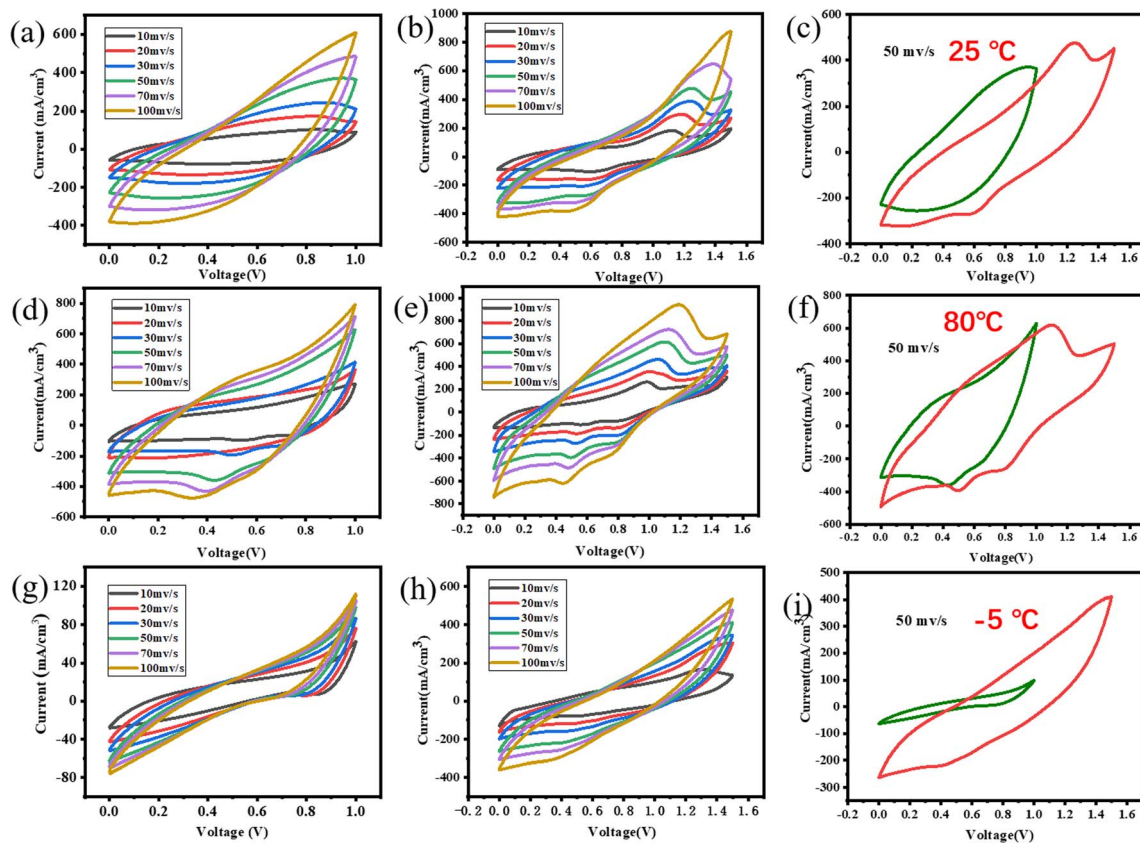 (a)
10mv/s
20mv/s
30mv/s
50mv/s
70mv/s
100mv/s
600
400
200
0
-200
-400
Current (mA/cm³)
0.0 0.2 0.4 0.6 0.8 1.0
Voltage(V)
(b)
10mv/s
20mv/s
30mv/s
50mv/s
70mv/s
100mv/s
1000
800
600
400
200
0
-200
-400
-600
Current(mA/cm³)
-0.2 0.0 0.2 0.4 0.6 0.8 1.0 1.2 1.4 1.6
Voltage(V)
(c)
50 mv/s 25 °C
600
400
200
0
-200
-400
Current(mA/cm³)
-0.2 0.0 0.2 0.4 0.6 0.8 1.0 1.2 1.4 1.6
Voltage(V)
(d)
10mv/s
20mv/s
30mv/s
50mv/s
70mv/s
100mv/s
800
600
400
200
0
-200
-400
-600
Current(mA/cm³)
0.0 0.2 0.4 0.6 0.8 1.0
Voltage(V)
(e)
10mv/s
20mv/s
30mv/s
50mv/s
70mv/s
100mv/s
1000
800
600
400
200
0
-200
-400
-600
-800
Current(mA/cm³)
-0.2 0.0 0.2 0.4 0.6 0.8 1.0 1.2 1.4 1.6
Voltage(V)
(f)
80°C
50 mv/s
800
600
400
200
0
-200
-400
-600
Current(mA/cm³)
-0.2 0.0 0.2 0.4 0.6 0.8 1.0 1.2 1.4 1.6
Voltage(V)
(g)
10mv/s
20mv/s
30mv/s
50mv/s
70mv/s
100mv/s
120
80
40
0
-40
-80
Current (mA/cm³)
0.0 0.2 0.4 0.6 0.8 1.0
Voltage (V)
(h)
10mv/s
20mv/s
30mv/s
50mv/s
70mv/s
100mv/s
600
400
200
0
-200
-400
Current(mA/cm³)
-0.2 0.0 0.2 0.4 0.6 0.8 1.0 1.2 1.4 1.6
Voltage(V)
(i)
50 mv/s -5 °C
500
400
300
200
100
0
-100
-200
-300
Current(mA/cm³)
-0.2 0.0 0.2 0.4 0.6 0.8 1.0 1.2 1.4 1.6
Voltage(V)